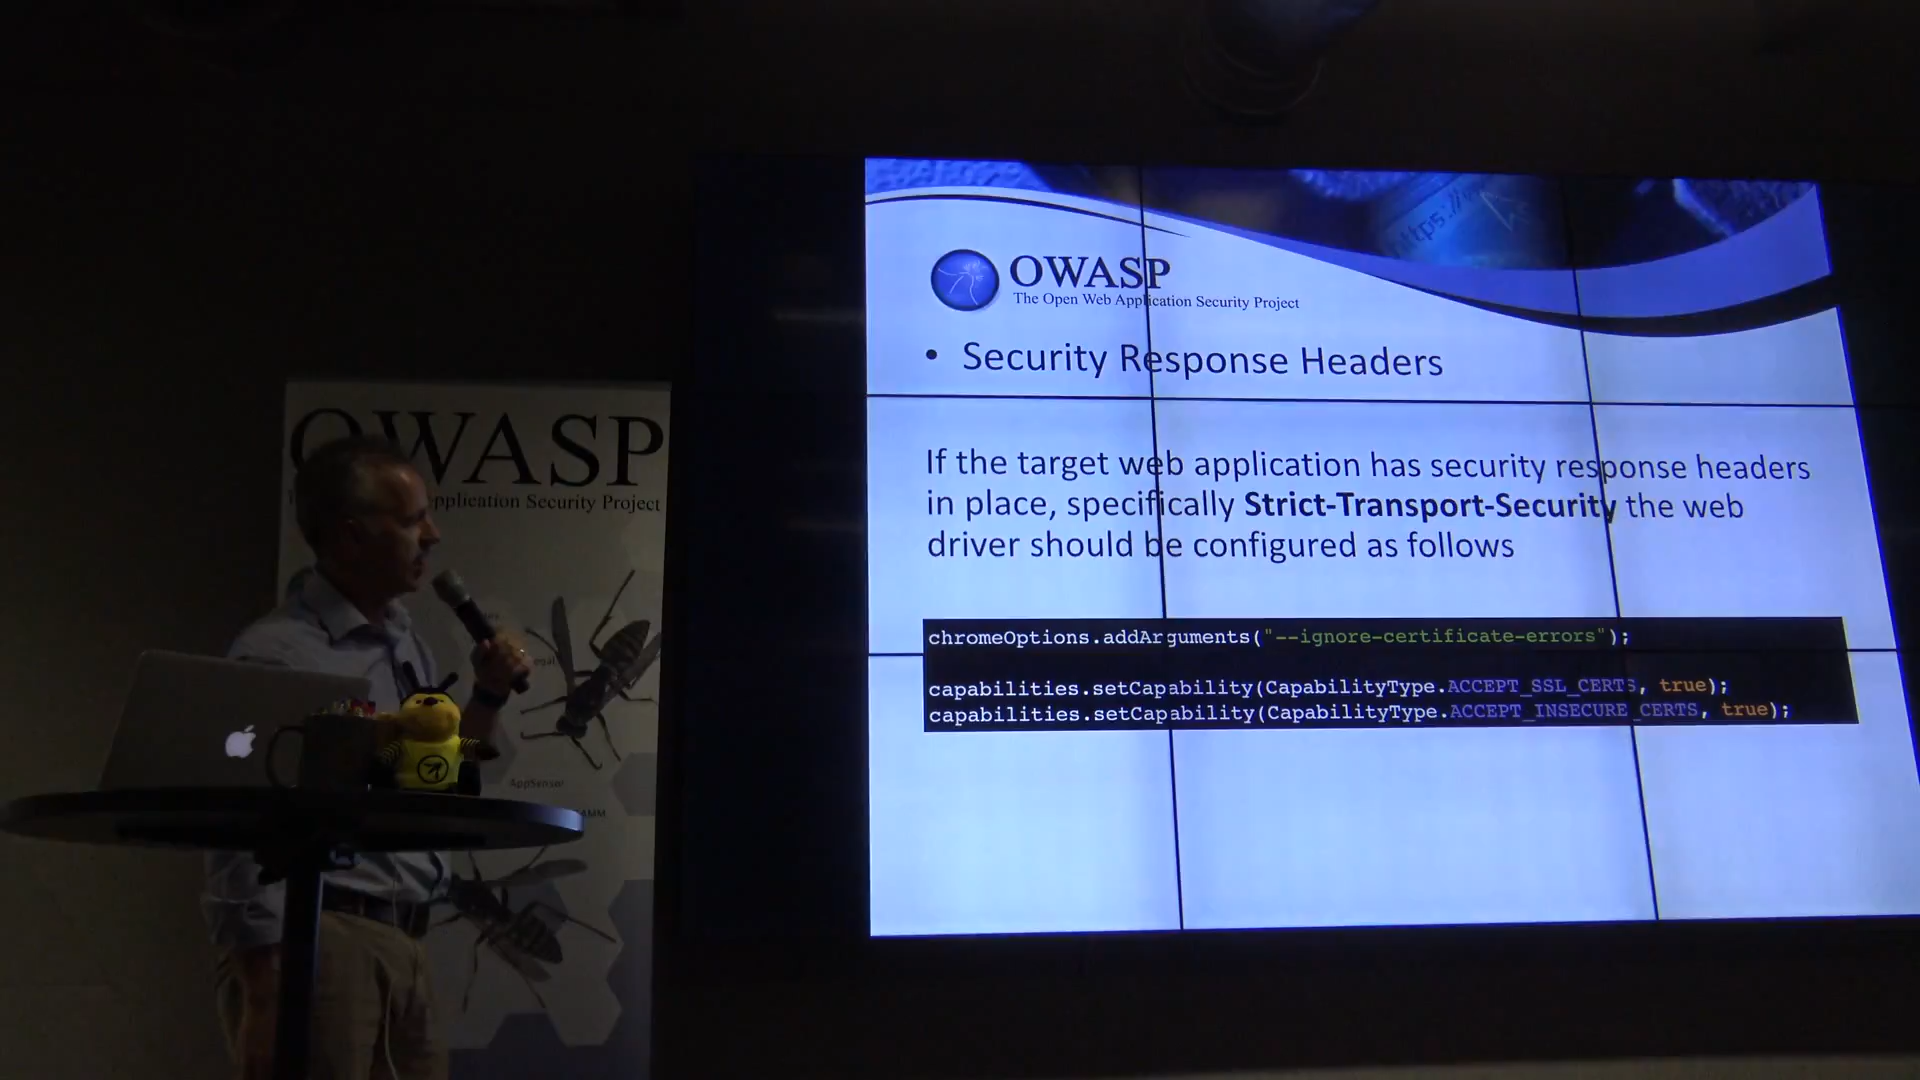 OWASP
The Open Web Application Security Project
• Security Response Headers
If the target web application has security response headers
in place, specifically Strict-Transport-Security the web
driver should be configured as follows
chromeOptions.addArguments("--ignore-certificate-errors");
capabilities.setCapability(CapabilityType.ACCEPT_SSL_CERTS, true);
capabilities.setCapability(CapabilityType.ACCEPT_INSECURE_CERTS, true);
OWASP
Application Security Project
AppSensor